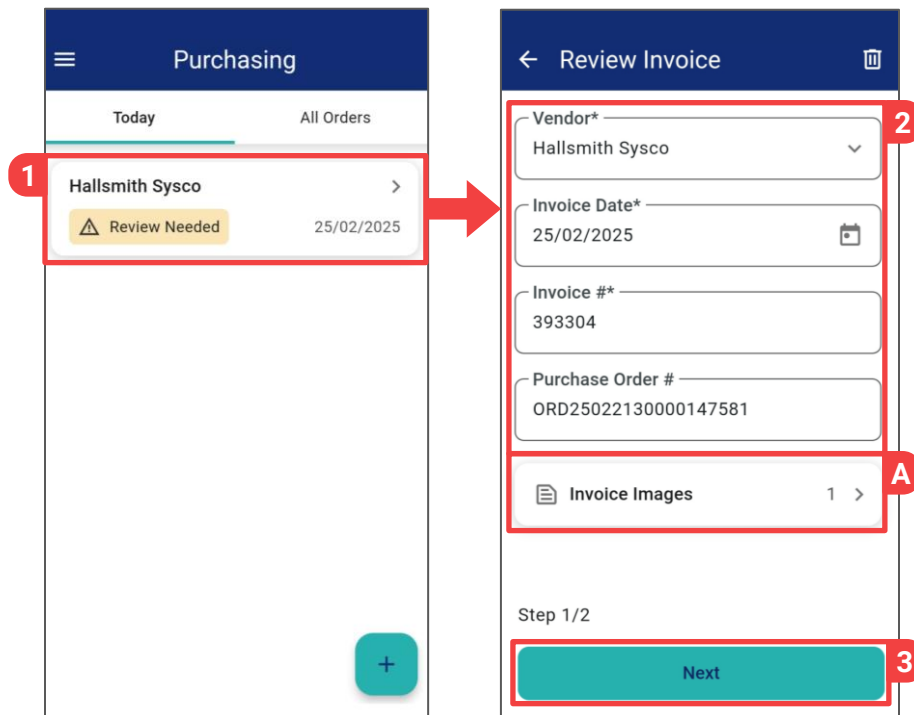 Purchasing
Today
All Orders
1
Hallsmith Sysco
Review Needed
25/02/2025
+
Review Invoice
2
Vendor*
Hallsmith Sysco
Invoice Date*
25/02/2025
Invoice #*
393304
Purchase Order #
ORD25022130000147581
A
Invoice Images 1
Step 1/2
Next
3